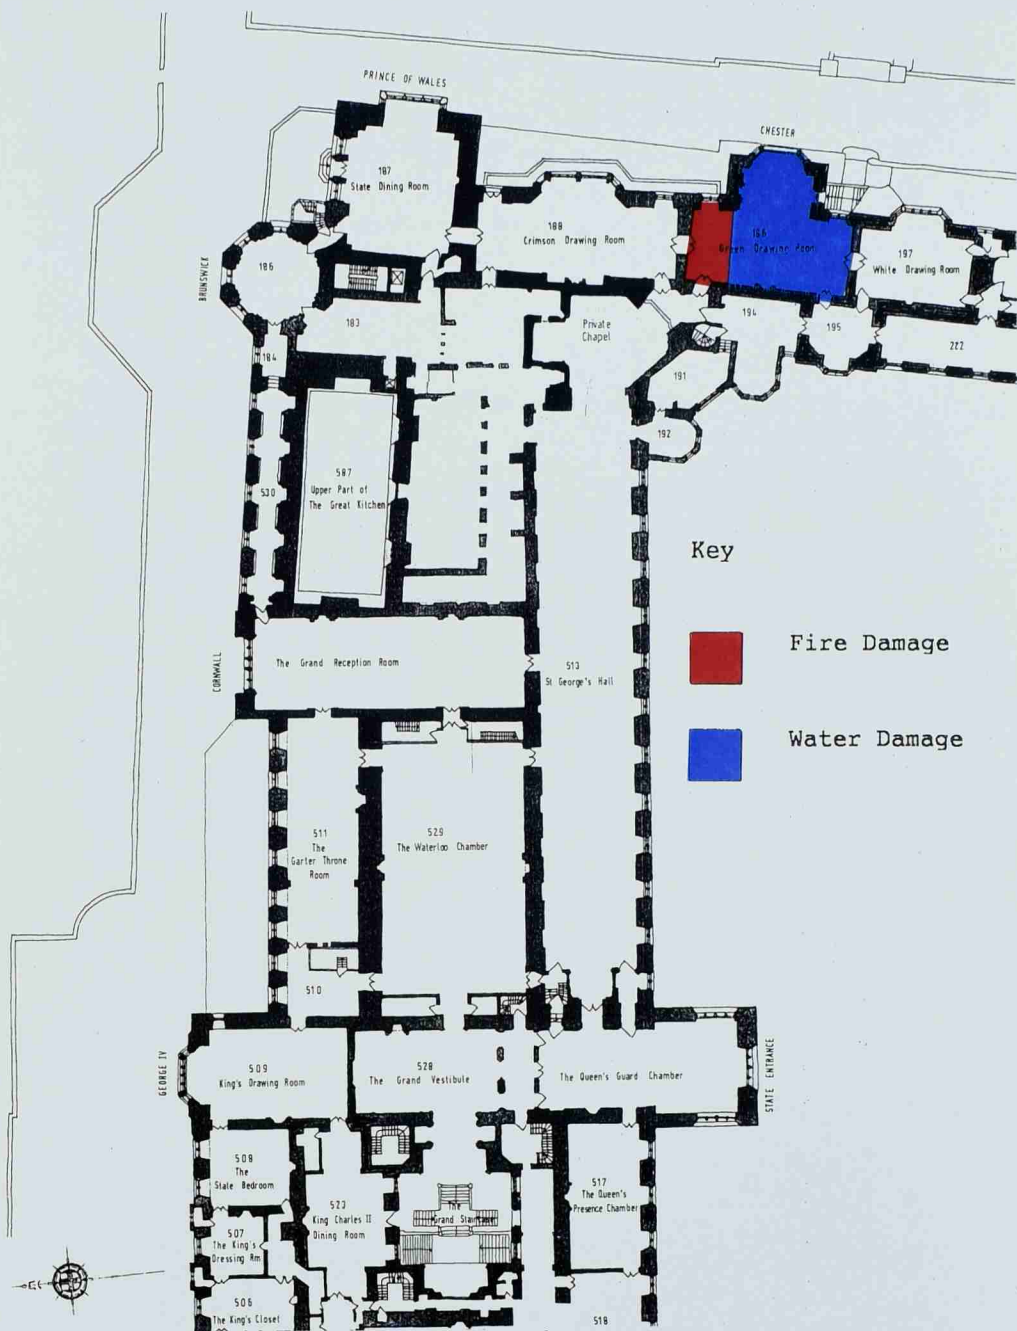 PRINCE OF WALES
CHESTER
187
State Dining Room
188
Crimson Drawing Room
Green Drawing Room
197
White Drawing Room
BRUNSWICK
186
183
184
Private
Chapel
194
195
222
191
192
587
Upper Part of
The Great Kitchen
530
Key
Fire Damage
Water Damage
CORNWALL
The Grand Reception Room
513
St George's Hall
511
The
Garter Throne
Room
529
The Waterloo Chamber
510
GEORGE IV
509
King's Drawing Room
528
The Grand Vestibule
The Queen's Guard Chamber
STATE ENTRANCE
508
The
State Bedroom
523
King Charles II
Dining Room
The
Grand Staircase
517
The Queen's
Presence Chamber
507
The King's
Dressing Rm
506
The King's Closet
518